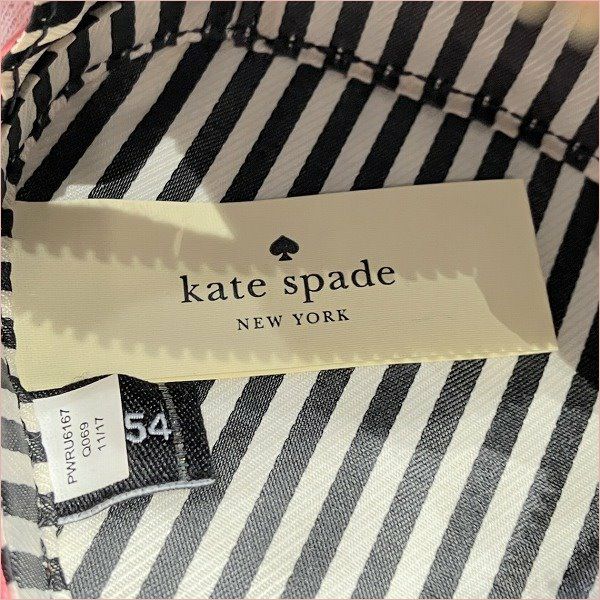 kate spade
NEW YORK
PWRU6167
Q069
11/17
54